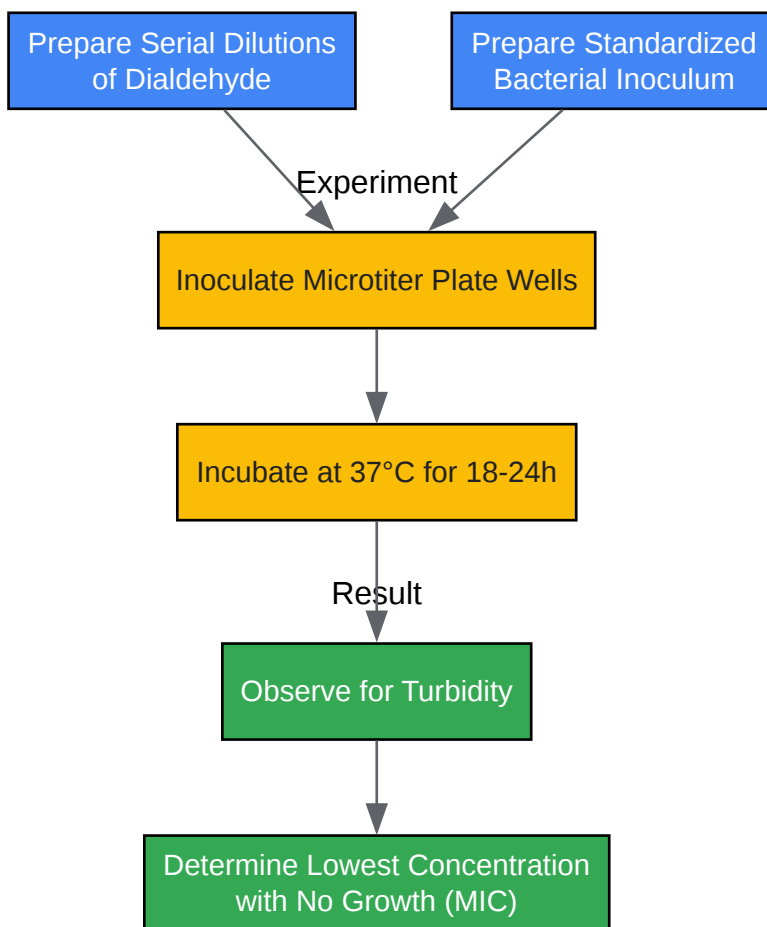 Prepare Serial Dilutions
of Dialdehyde
Prepare Standardized
Bacterial Inoculum
Experiment
Inoculate Microtiter Plate Wells
Incubate at 37°C for 18-24h
Result
Observe for Turbidity
Determine Lowest Concentration
with No Growth (MIC)